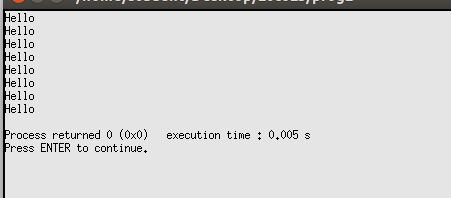 Hello
Hello
Hello
Hello
Hello
Hello
Hello
Hello
Process returned 0 (0x0)   execution time : 0.005 s
Press ENTER to continue.